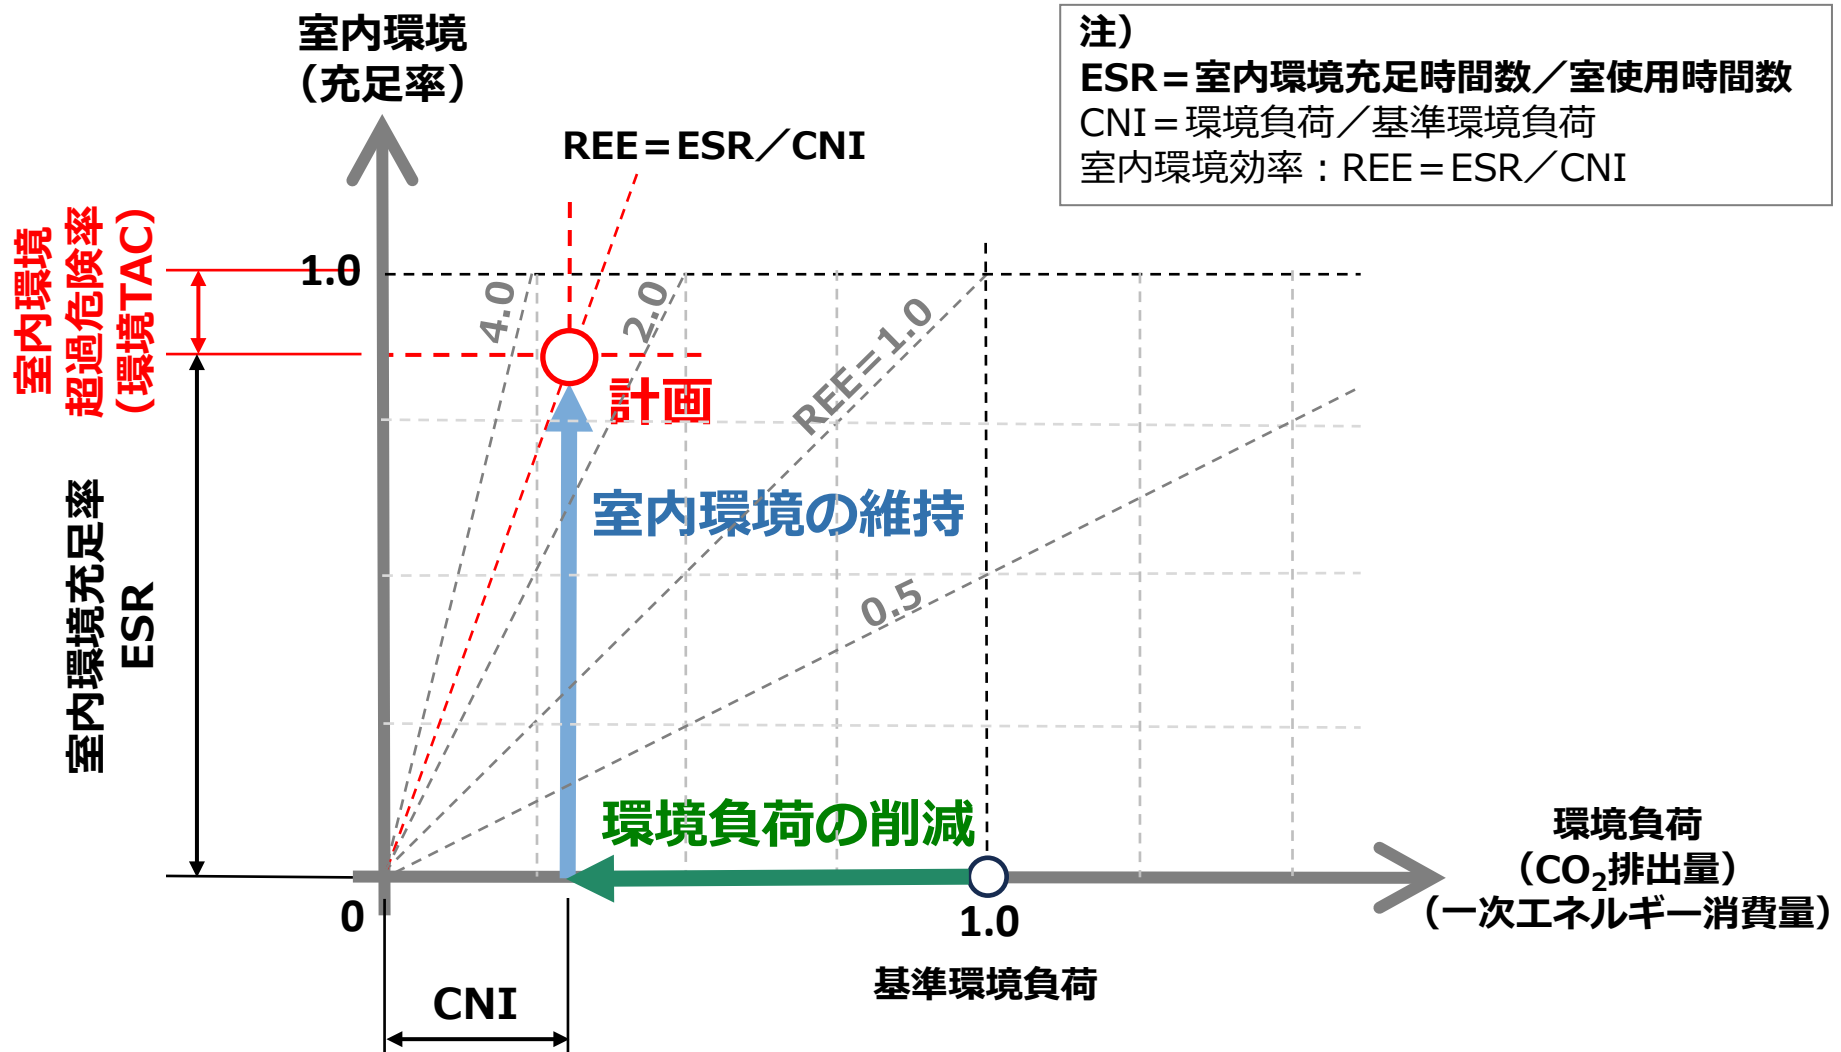 室内環境
（充足率）
注）
ESR＝室内環境充足時間数／室使用時間数
CNI＝環境負荷／基準環境負荷
室内環境効率：REE＝ESR／CNI
REE＝ESR／CNI
室内環境
超過危険率
（環境TAC）
1.0
4.0
2.0
REE＝1.0
0.5
計画
室内環境の維持
室内環境充足率
ESR
環境負荷の削減
環境負荷
（CO₂排出量）
（一次エネルギー消費量）
0
1.0
基準環境負荷
CNI